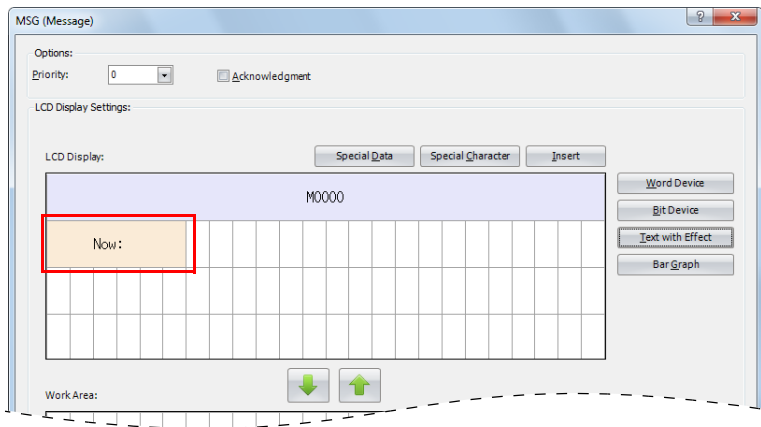 MSG (Message)
Options:
Priority: 0 Acknowledgment
LCD Display Settings:
LCD Display: Special Data Special Character Insert
M0000 Word Device
Bit Device
Now: Text with Effect
Bar Graph
Work Area: